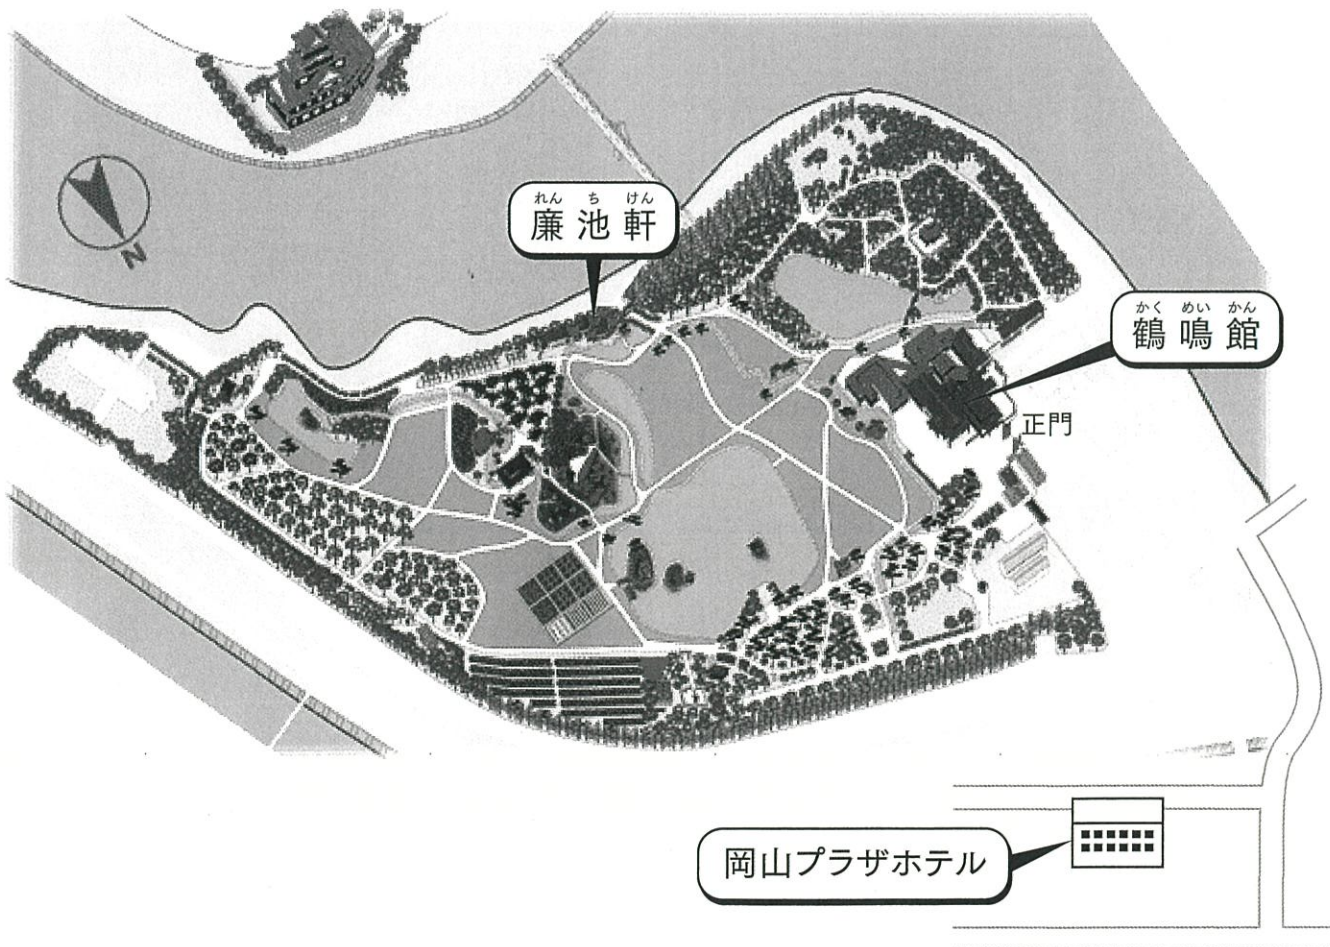 れん ち けん
廉 池 軒
かく めい かん
鶴 鳴 館
正門
N
岡山プラザホテル